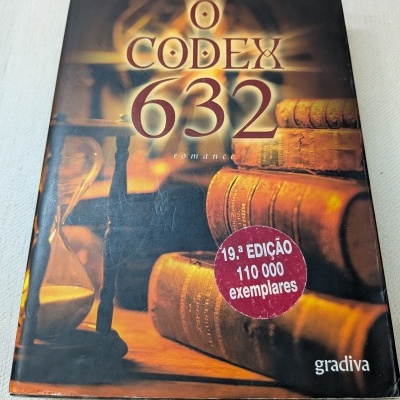 O
CODEX
632
romance
19.ª EDIÇÃO
110 000
exemplares
gradiva